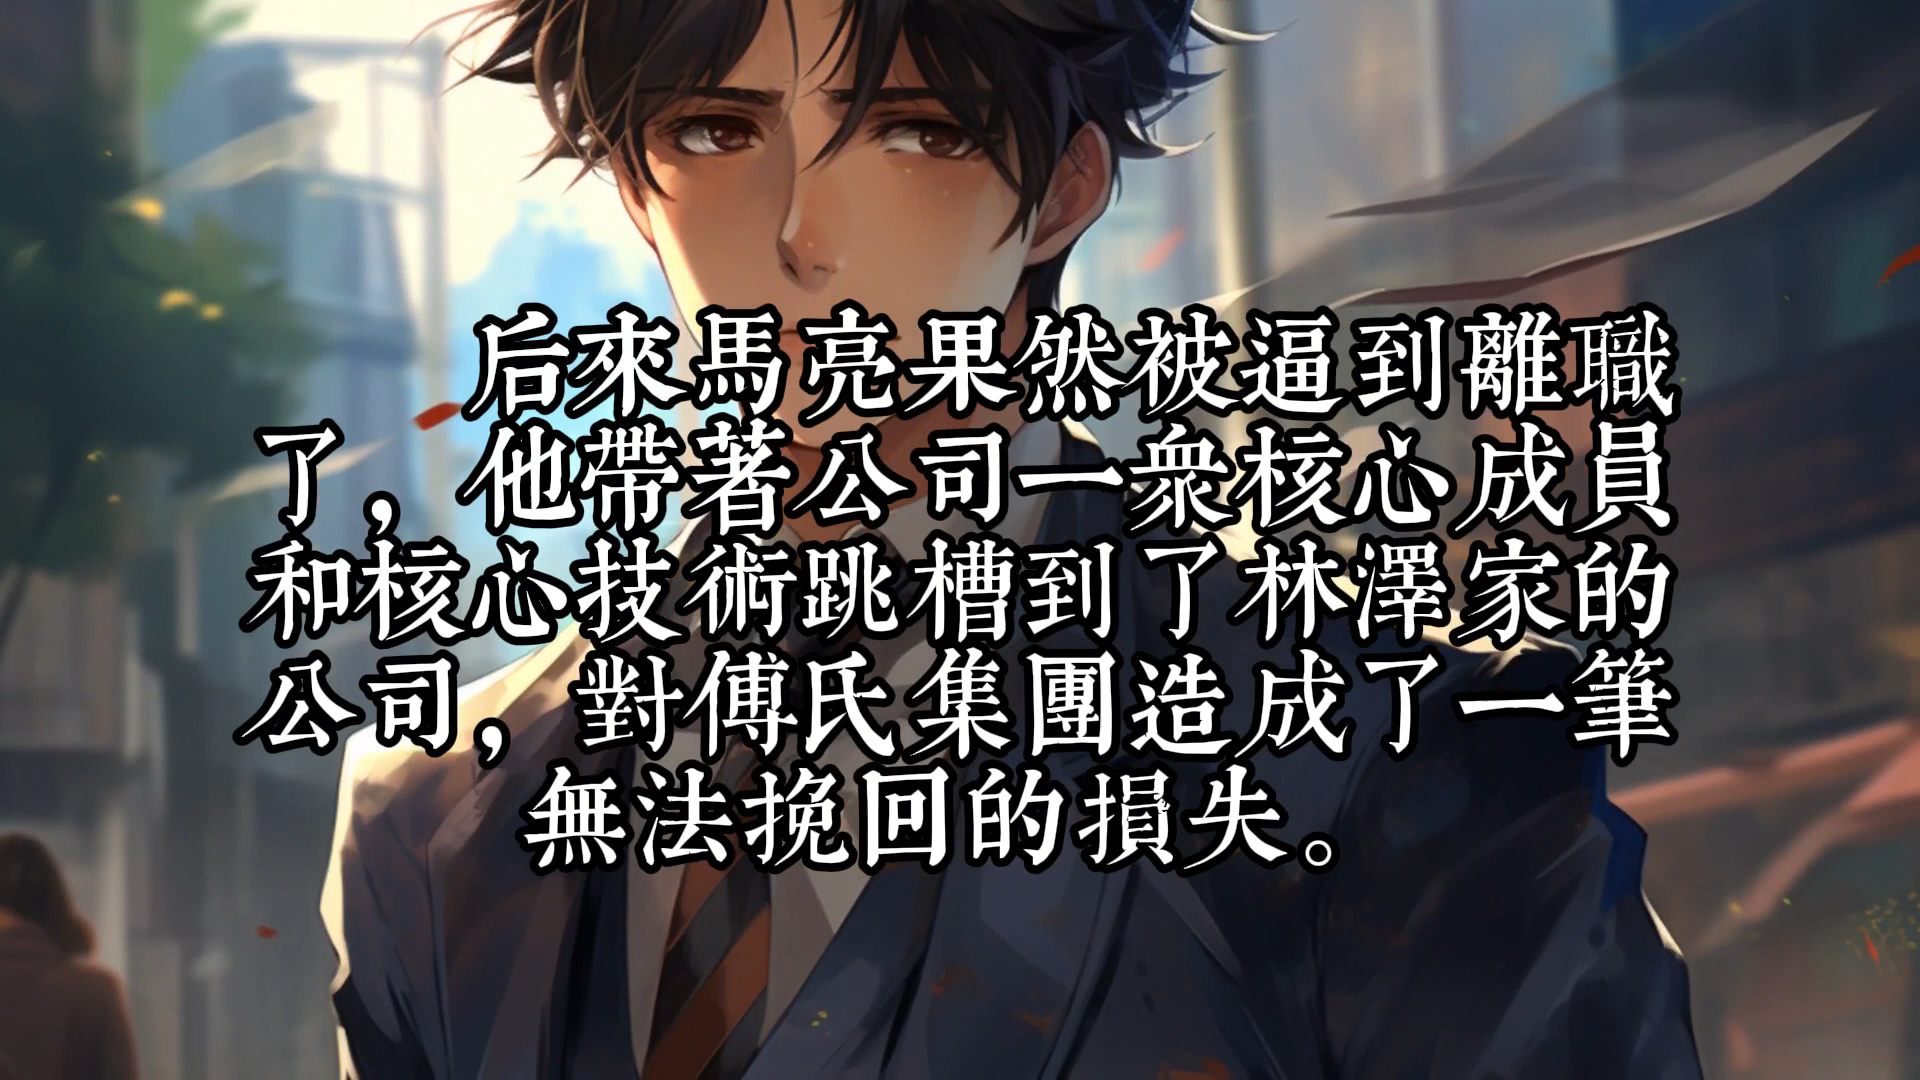 后來馬亮果然被逼到離職
了，他帶著公司一衆核心成員
和核心技術跳槽到了林澤家的
公司，對傅氏集團造成了一筆
無法挽回的損失。